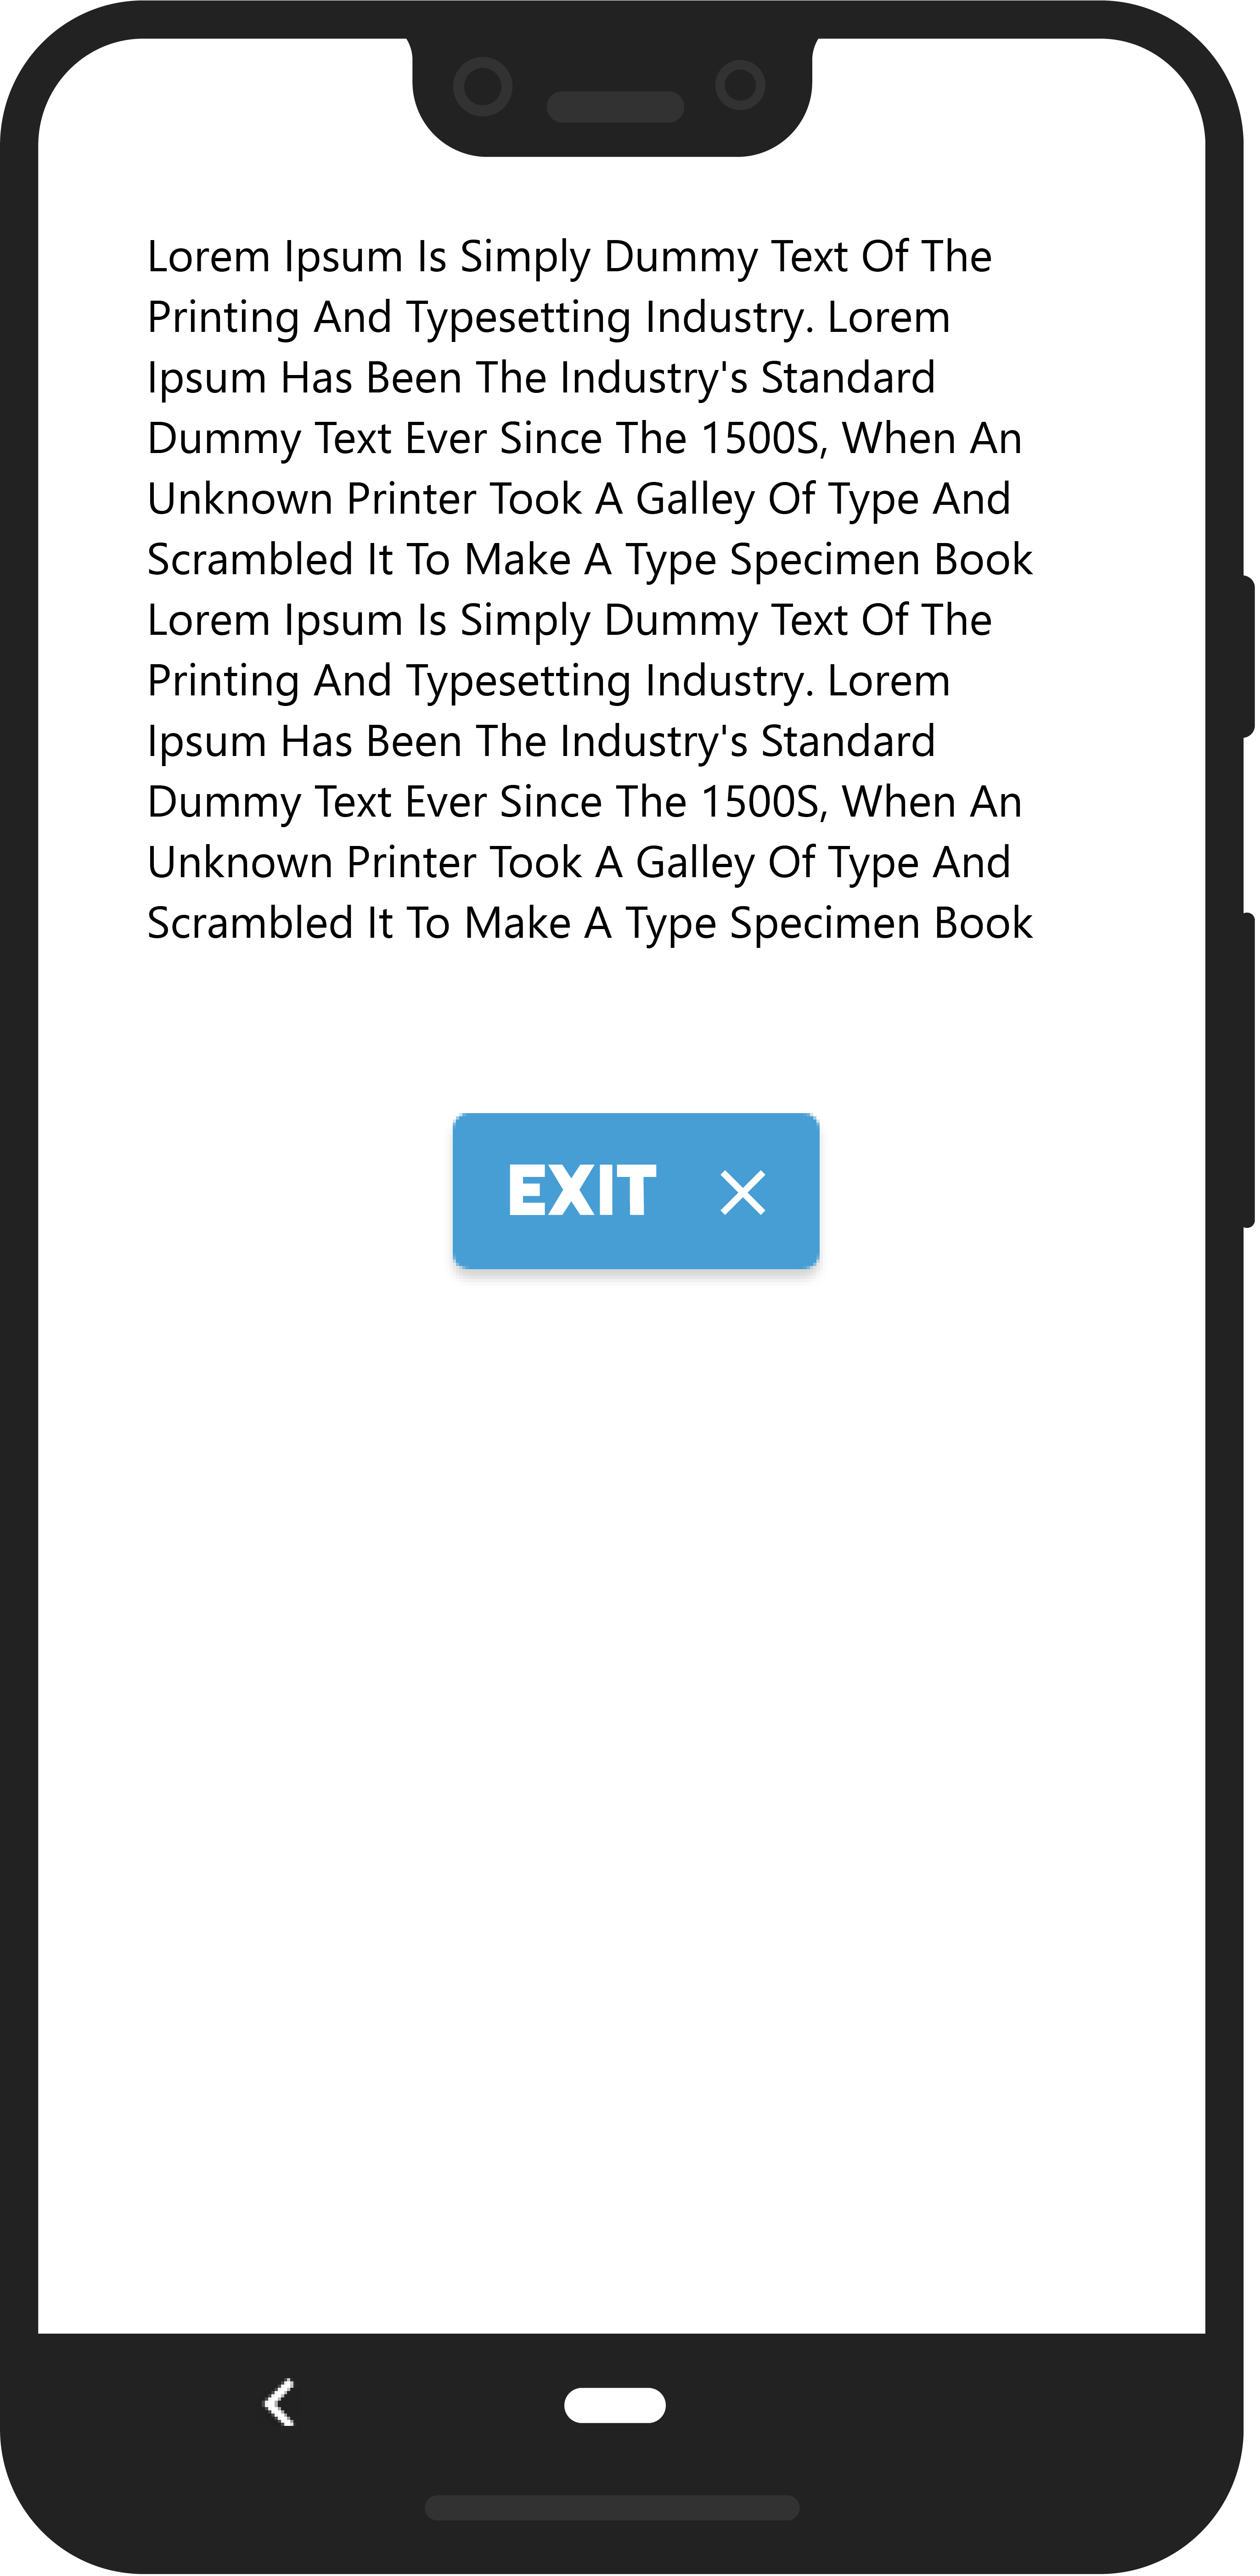 Lorem Ipsum Is Simply Dummy Text Of The
Printing And Typesetting Industry. Lorem
Ipsum Has Been The Industry's Standard
Dummy Text Ever Since The 1500S, When An
Unknown Printer Took A Galley Of Type And
Scrambled It To Make A Type Specimen Book
Lorem Ipsum Is Simply Dummy Text Of The
Printing And Typesetting Industry. Lorem
Ipsum Has Been The Industry's Standard
Dummy Text Ever Since The 1500S, When An
Unknown Printer Took A Galley Of Type And
Scrambled It To Make A Type Specimen Book
EXIT